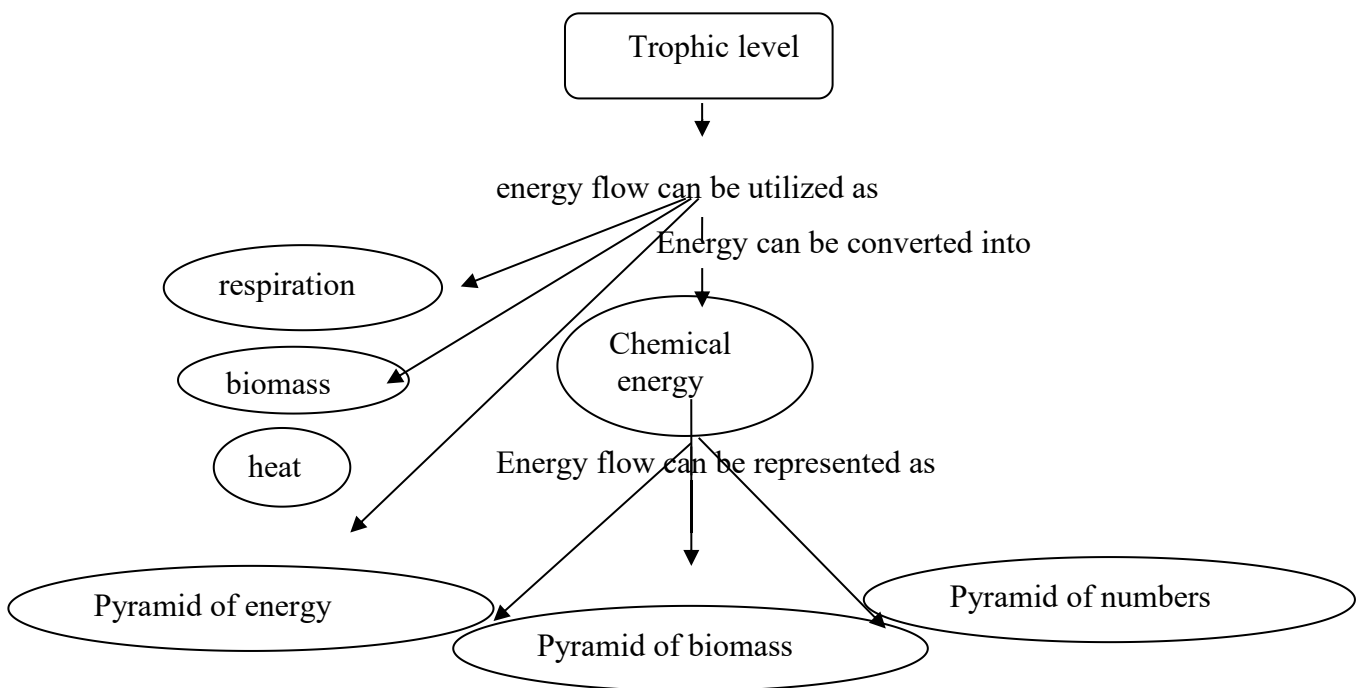 Trophic level
energy flow can be utilized as
Energy can be converted into
respiration
Chemical
energy
biomass
heat
Energy flow can be represented as
Pyramid of energy
Pyramid of numbers
Pyramid of biomass